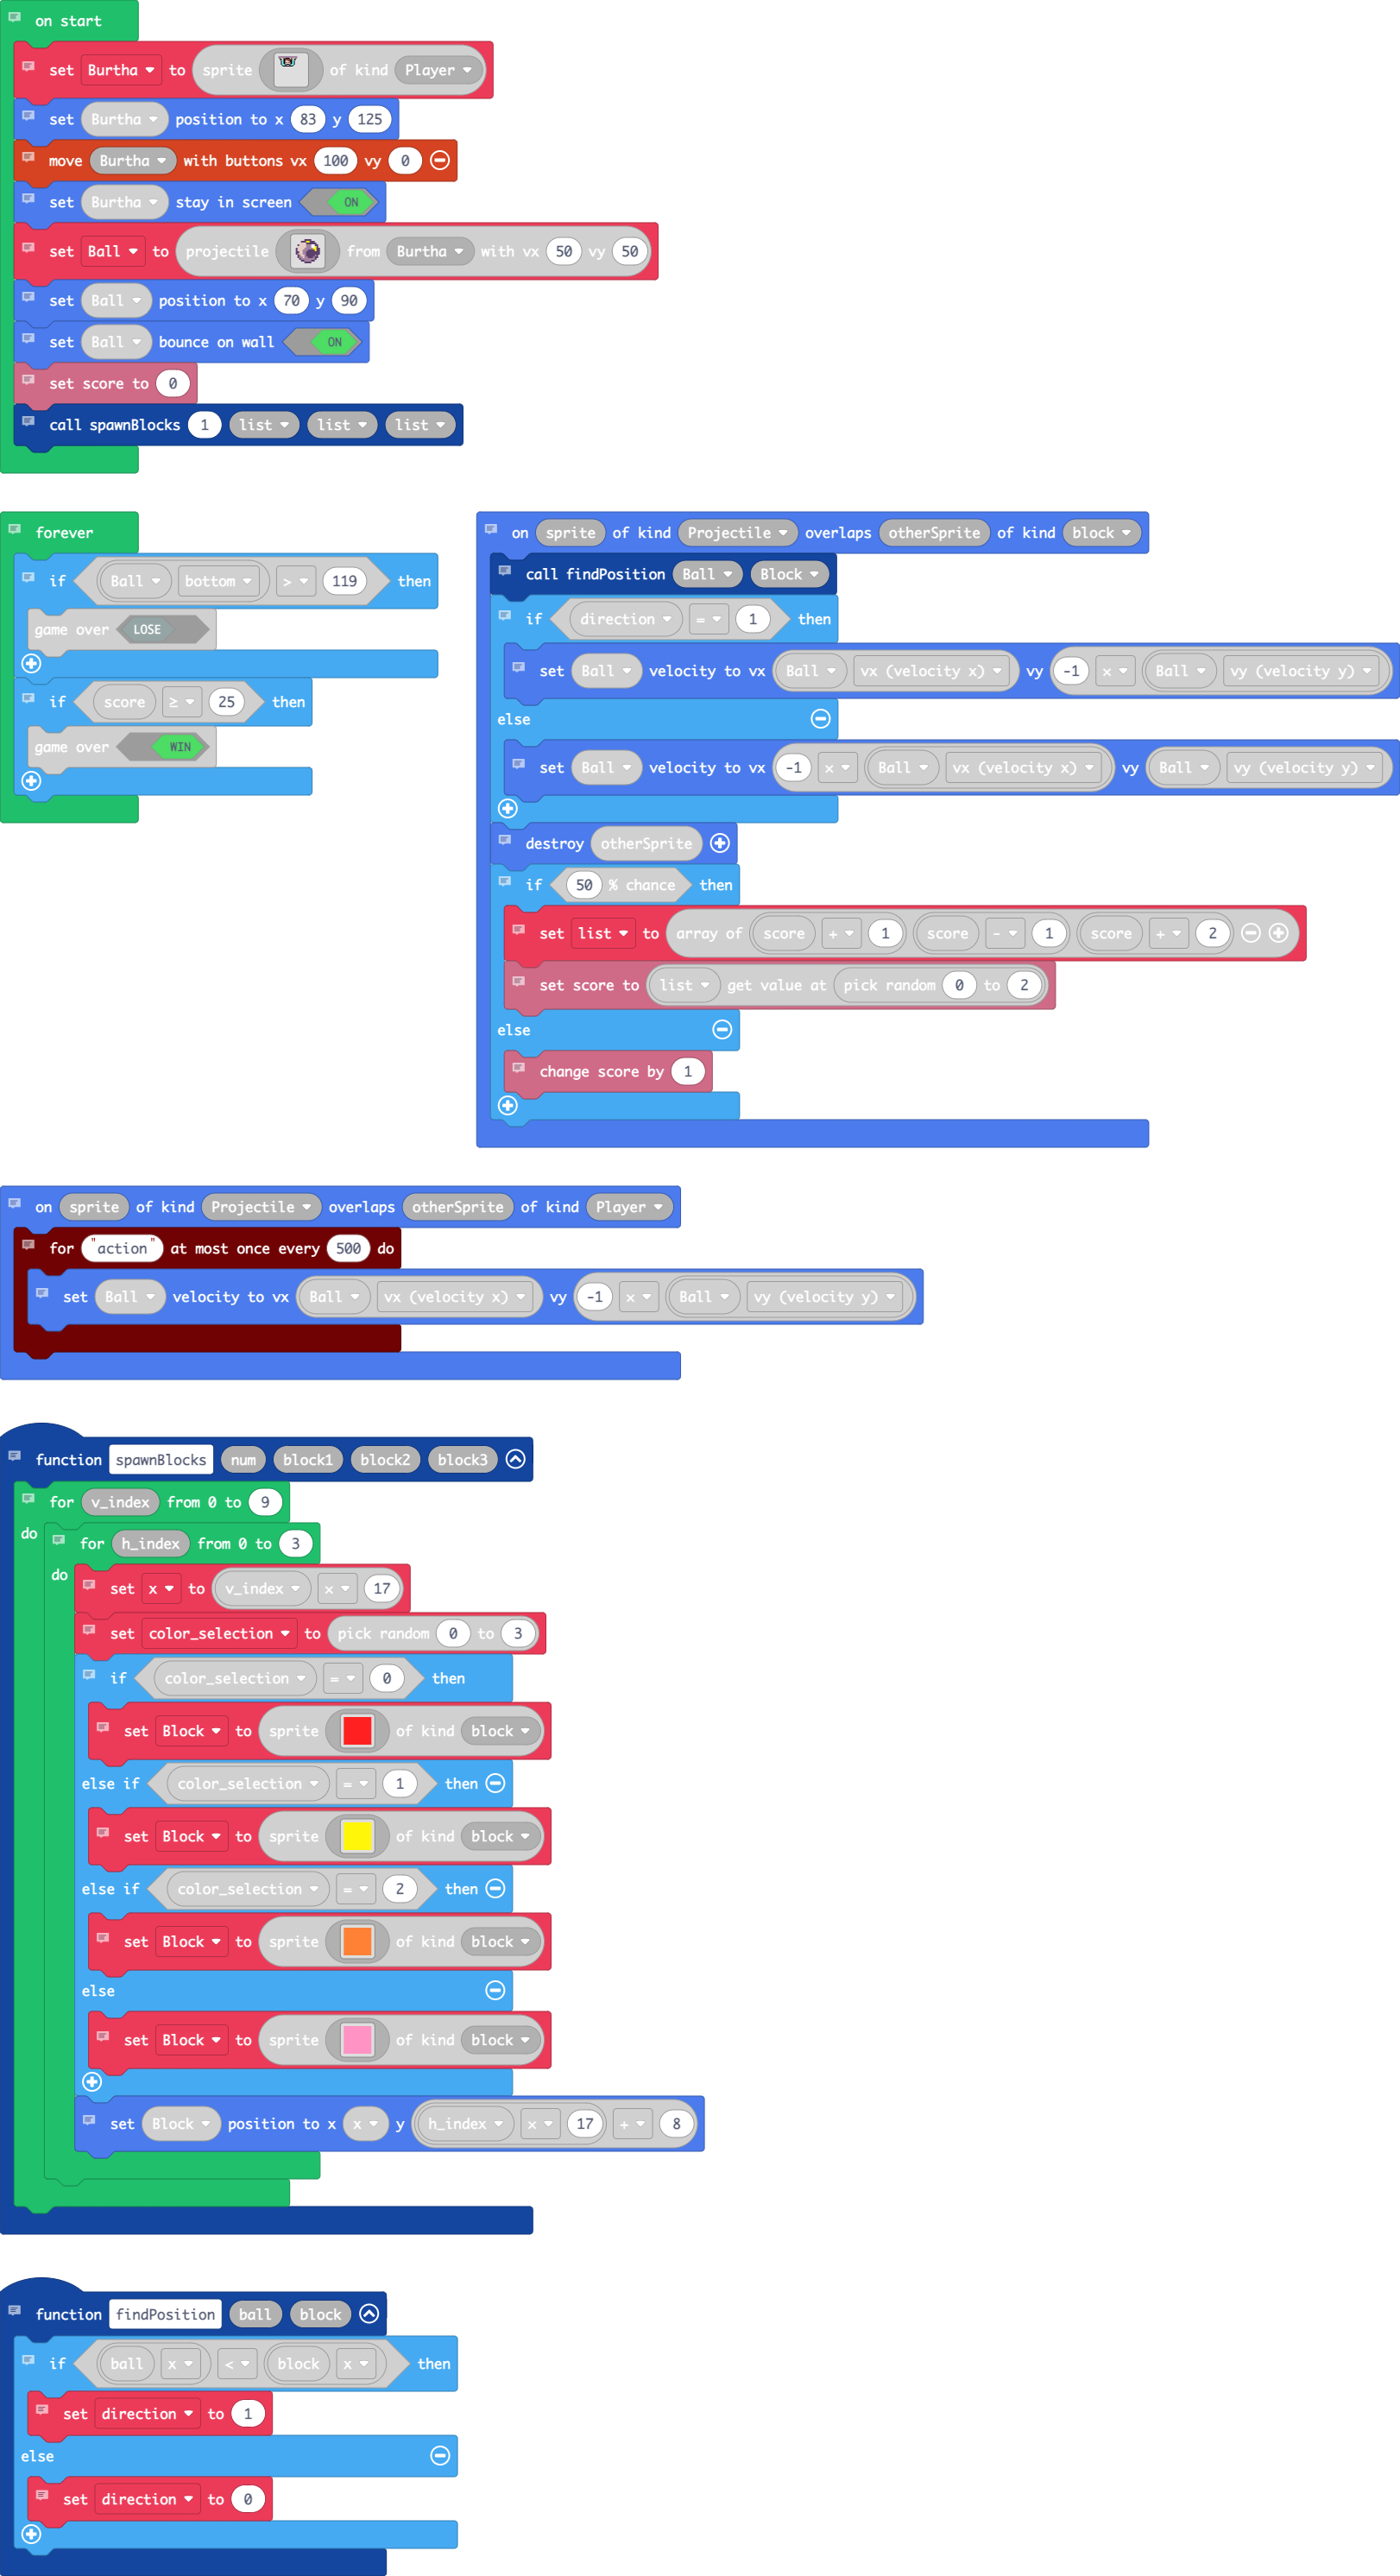 on start
set Burtha to sprite of kind Player
set Burtha position to x 83 y 125
move Burtha with buttons vx 100 vy 0
set Burtha stay in screen ON
set Ball to projectile from Burtha with vx 50 vy 50
set Ball position to x 70 y 90
set Ball bounce on wall ON
set score to 0
call spawnBlocks 1 list list list
forever
if Ball bottom > 119 then
game over LOSE
if score ≥ 25 then
game over WIN
on sprite of kind Projectile overlaps otherSprite of kind block
call findPosition Ball Block
if direction = 1 then
set Ball velocity to vx Ball vx (velocity x) vy -1 × Ball vy (velocity y)
else
set Ball velocity to vx -1 × Ball vx (velocity x) vy Ball vy (velocity y)
destroy otherSprite
if 50 % chance then
set list to array of score + 1 score - 1 score + 2
set score to list get value at pick random 0 to 2
else
change score by 1
on sprite of kind Projectile overlaps otherSprite of kind Player
for "action" at most once every 500 do
set Ball velocity to vx Ball vx (velocity x) vy -1 × Ball vy (velocity y)
function spawnBlocks num block1 block2 block3
for v_index from 0 to 9
do for h_index from 0 to 3
do set x to v_index × 17
set color_selection to pick random 0 to 3
if color_selection = 0 then
set Block to sprite of kind block
else if color_selection = 1 then
set Block to sprite of kind block
else if color_selection = 2 then
set Block to sprite of kind block
else
set Block to sprite of kind block
set Block position to x x y h_index × 17 + 8
function findPosition ball block
if ball x < block x then
set direction to 1
else
set direction to 0